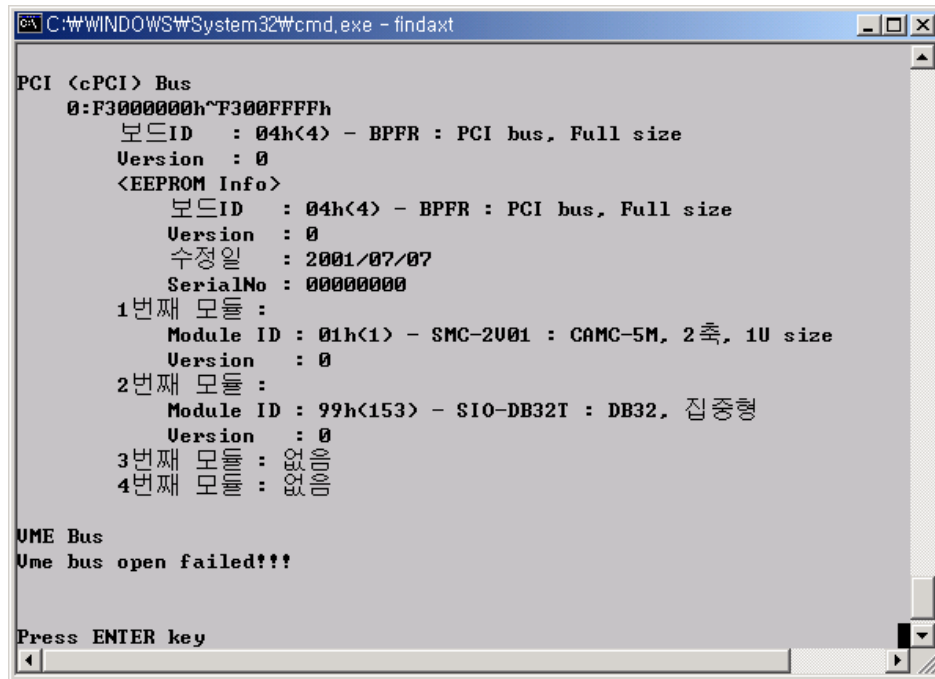 C:₩WINDOWS₩System32₩cmd.exe - findaxt
PCI (cPCI) Bus
0:F3000000h~F300FFFFh
보드ID : 04h(4) - BPFR : PCI bus, Full size
Version : 0
<EEPROM Info>
보드ID : 04h(4) - BPFR : PCI bus, Full size
Version : 0
수정일 : 2001/07/07
SerialNo : 00000000
1번째 모듈 :
Module ID : 01h(1) - SMC-2V01 : CAMC-5M, 2축, 1U size
Version : 0
2번째 모듈 :
Module ID : 99h(153) - SIO-DB32T : DB32, 집중형
Version : 0
3번째 모듈 : 없음
4번째 모듈 : 없음
VME Bus
Vme bus open failed!!!
Press ENTER key